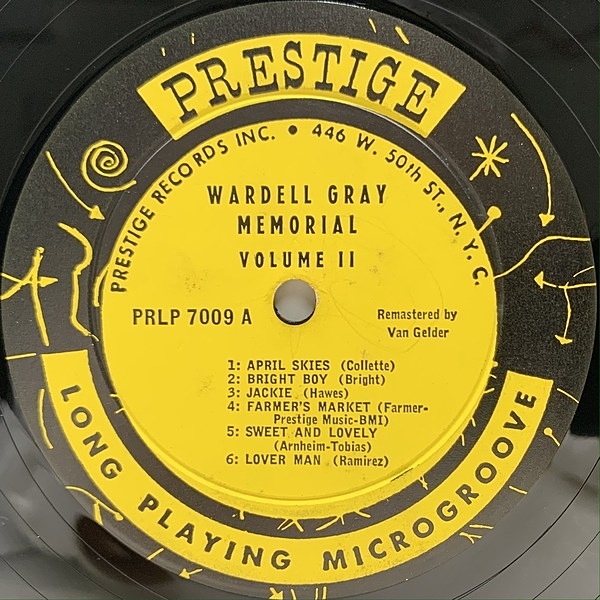 PRESTIGE
PRESTIGE RECORDS INC. • 446 W. 50th ST., N.Y.C.
WARDELL GRAY
MEMORIAL
VOLUME II
PRLP 7009 A
Remastered by
Van Gelder
1: APRIL SKIES (Collette)
2: BRIGHT BOY (Bright)
3: JACKIE (Hawes)
4: FARMER'S MARKET (Farmer-
Prestige Music-BMI)
5: SWEET AND LOVELY
(Arnheim-Tobias)
6: LOVER MAN (Ramirez)
LONG PLAYING MICROGROOVE